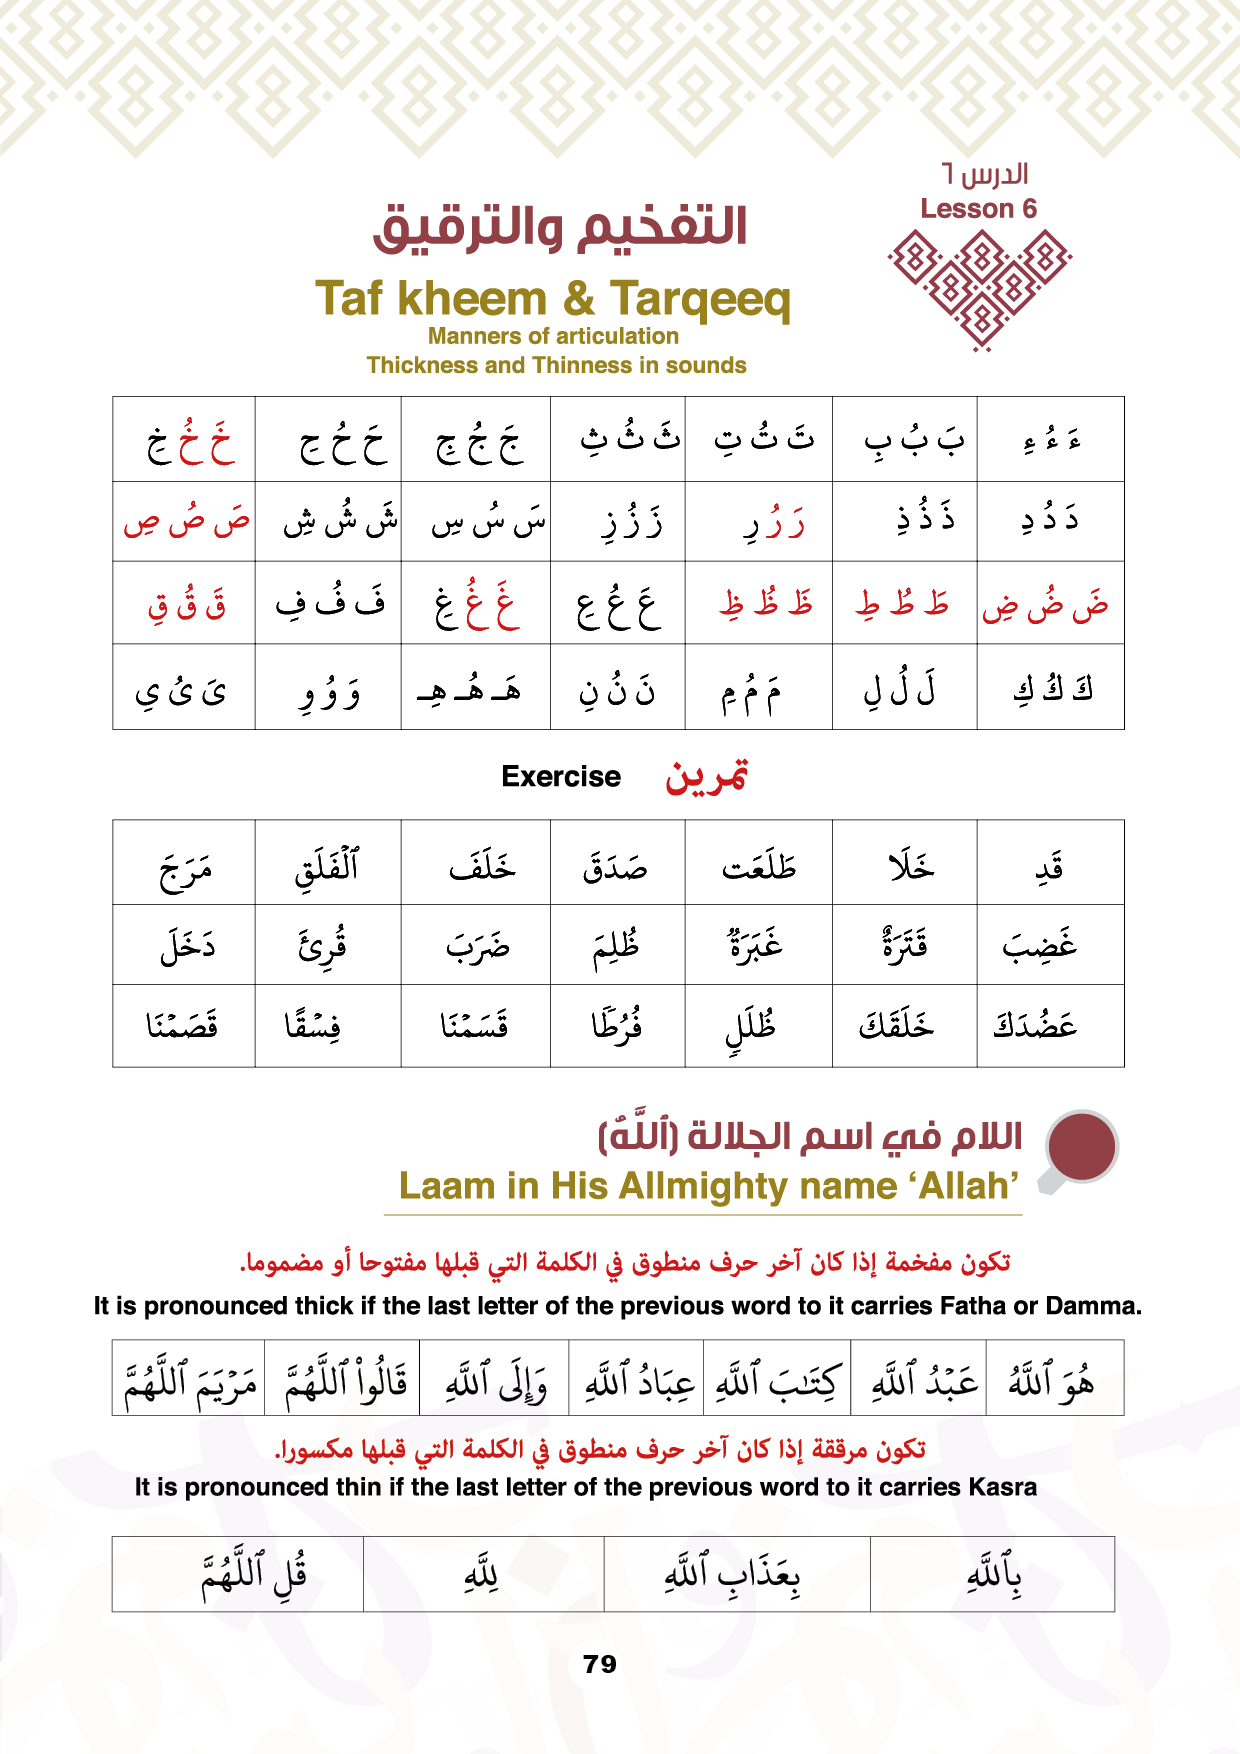 الدرس ٦
Lesson 6
التفخيم والترقيق
Taf kheem & Tarqeeq
Manners of articulation
Thickness and Thinness in sounds
ءَ ءُ ءِ بَ بُ بِ تَ تُ تِ ثَ ثُ ثِ جَ جُ جِ حَ حُ حِ خَ خُ خِ
دَ دُ دِ ذَ ذُ ذِ رَ رُ رِ زَ زُ زِ سَ سُ سِ شَ شُ شِ صَ صُ صِ
ضَ ضُ ضِ طَ طُ طِ ظَ ظُ ظِ عَ عُ عِ غَ غُ غِ فَ فُ فِ قَ قُ قِ
كَ كُ كِ لَ لُ لِ مَ مُ مِ نَ نُ نِ هَـ هُـ هِـ وَ وُ وِ ىَ ىُ ىِ
Exercise تمرين
قَدِ خَلَا طَلَعَت صَدَقَ خَلَفَ ٱلْفَلَقِ مَرَجَ
غَضِبَ قَتَرَةٌ غَبَرَةٌ ظُلِمَ ضَرَبَ قُرِئَ دَخَلَ
عَضُدَكَ خَلَقَكَ ظُلَلٍ فُرُطًا قَسَمْنَا فِسْقًا قَصَمْنَا
اللام في اسم الجلالة (ٱللَّهُ)
Laam in His Allmighty name ‘Allah’
تكون مفخمة إذا كان آخر حرف منطوق في الكلمة التي قبلها مفتوحا أو مضموما.
It is pronounced thick if the last letter of the previous word to it carries Fatha or Damma.
هُوَ ٱللَّهُ عَبْدُ ٱللَّهِ كِتَـٰبَ ٱللَّهِ عِبَادُ ٱللَّهِ وَإِلَى ٱللَّهِ قَالُوا۟ ٱللَّهُمَّ مَرْيَمَ ٱللَّهُمَّ
تكون مرققة إذا كان آخر حرف منطوق في الكلمة التي قبلها مكسورا.
It is pronounced thin if the last letter of the previous word to it carries Kasra
بِٱللَّهِ بِعَذَابِ ٱللَّهِ لِلَّهِ قُلِ ٱللَّهُمَّ
79